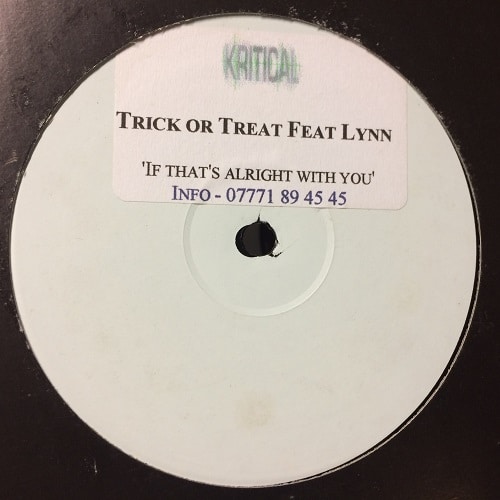 KRITICAL
TRICK OR TREAT FEAT LYNN
'IF THAT'S ALRIGHT WITH YOU'
INFO - 07771 89 45 45